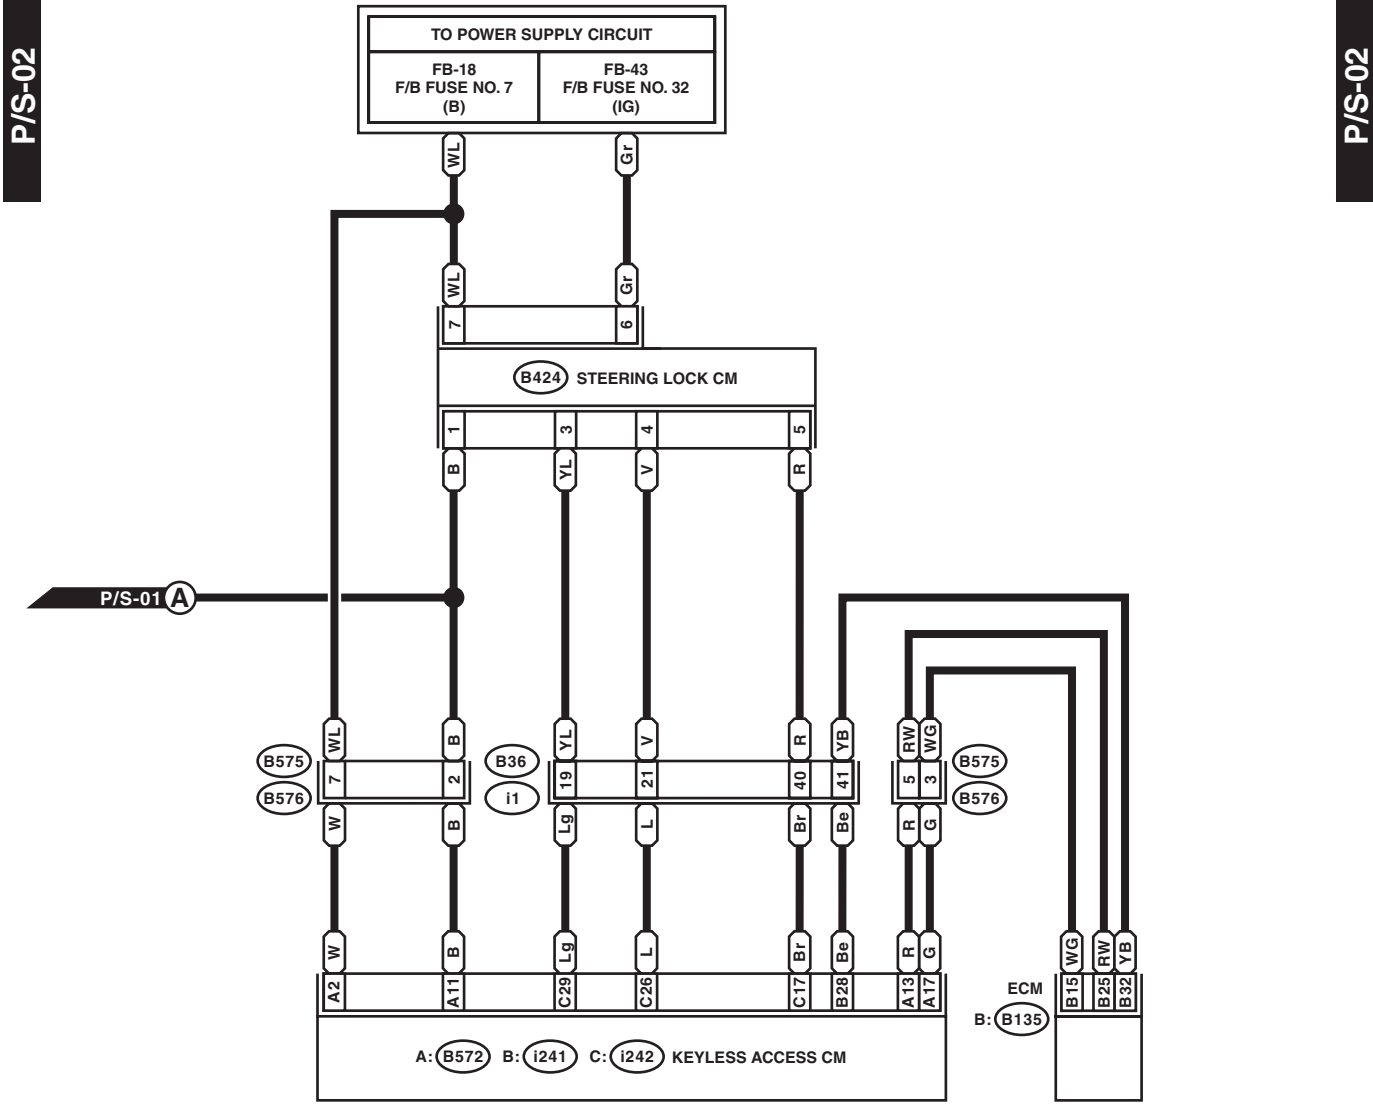 P/S-02
P/S-02
TO POWER SUPPLY CIRCUIT
FB-18
F/B FUSE NO. 7
(B)
FB-43
F/B FUSE NO. 32
(IG)
WL Gr
WL Gr
7 6
B424 STEERING LOCK CM
1 3 4 5
B YL V R
P/S-01 A
WL B YL V R YB RW WG
B575 B36 B575
7 2 19 21 40 41 5 3
B576 i1 B576
W B Lg L Br Be R G
W B Lg L Br Be R G WG RW YB
A2 A11 C29 C26 C17 B28 A13 A17 ECM B15 B25 B32
B: B135
A: B572 B: i241 C: i242 KEYLESS ACCESS CM